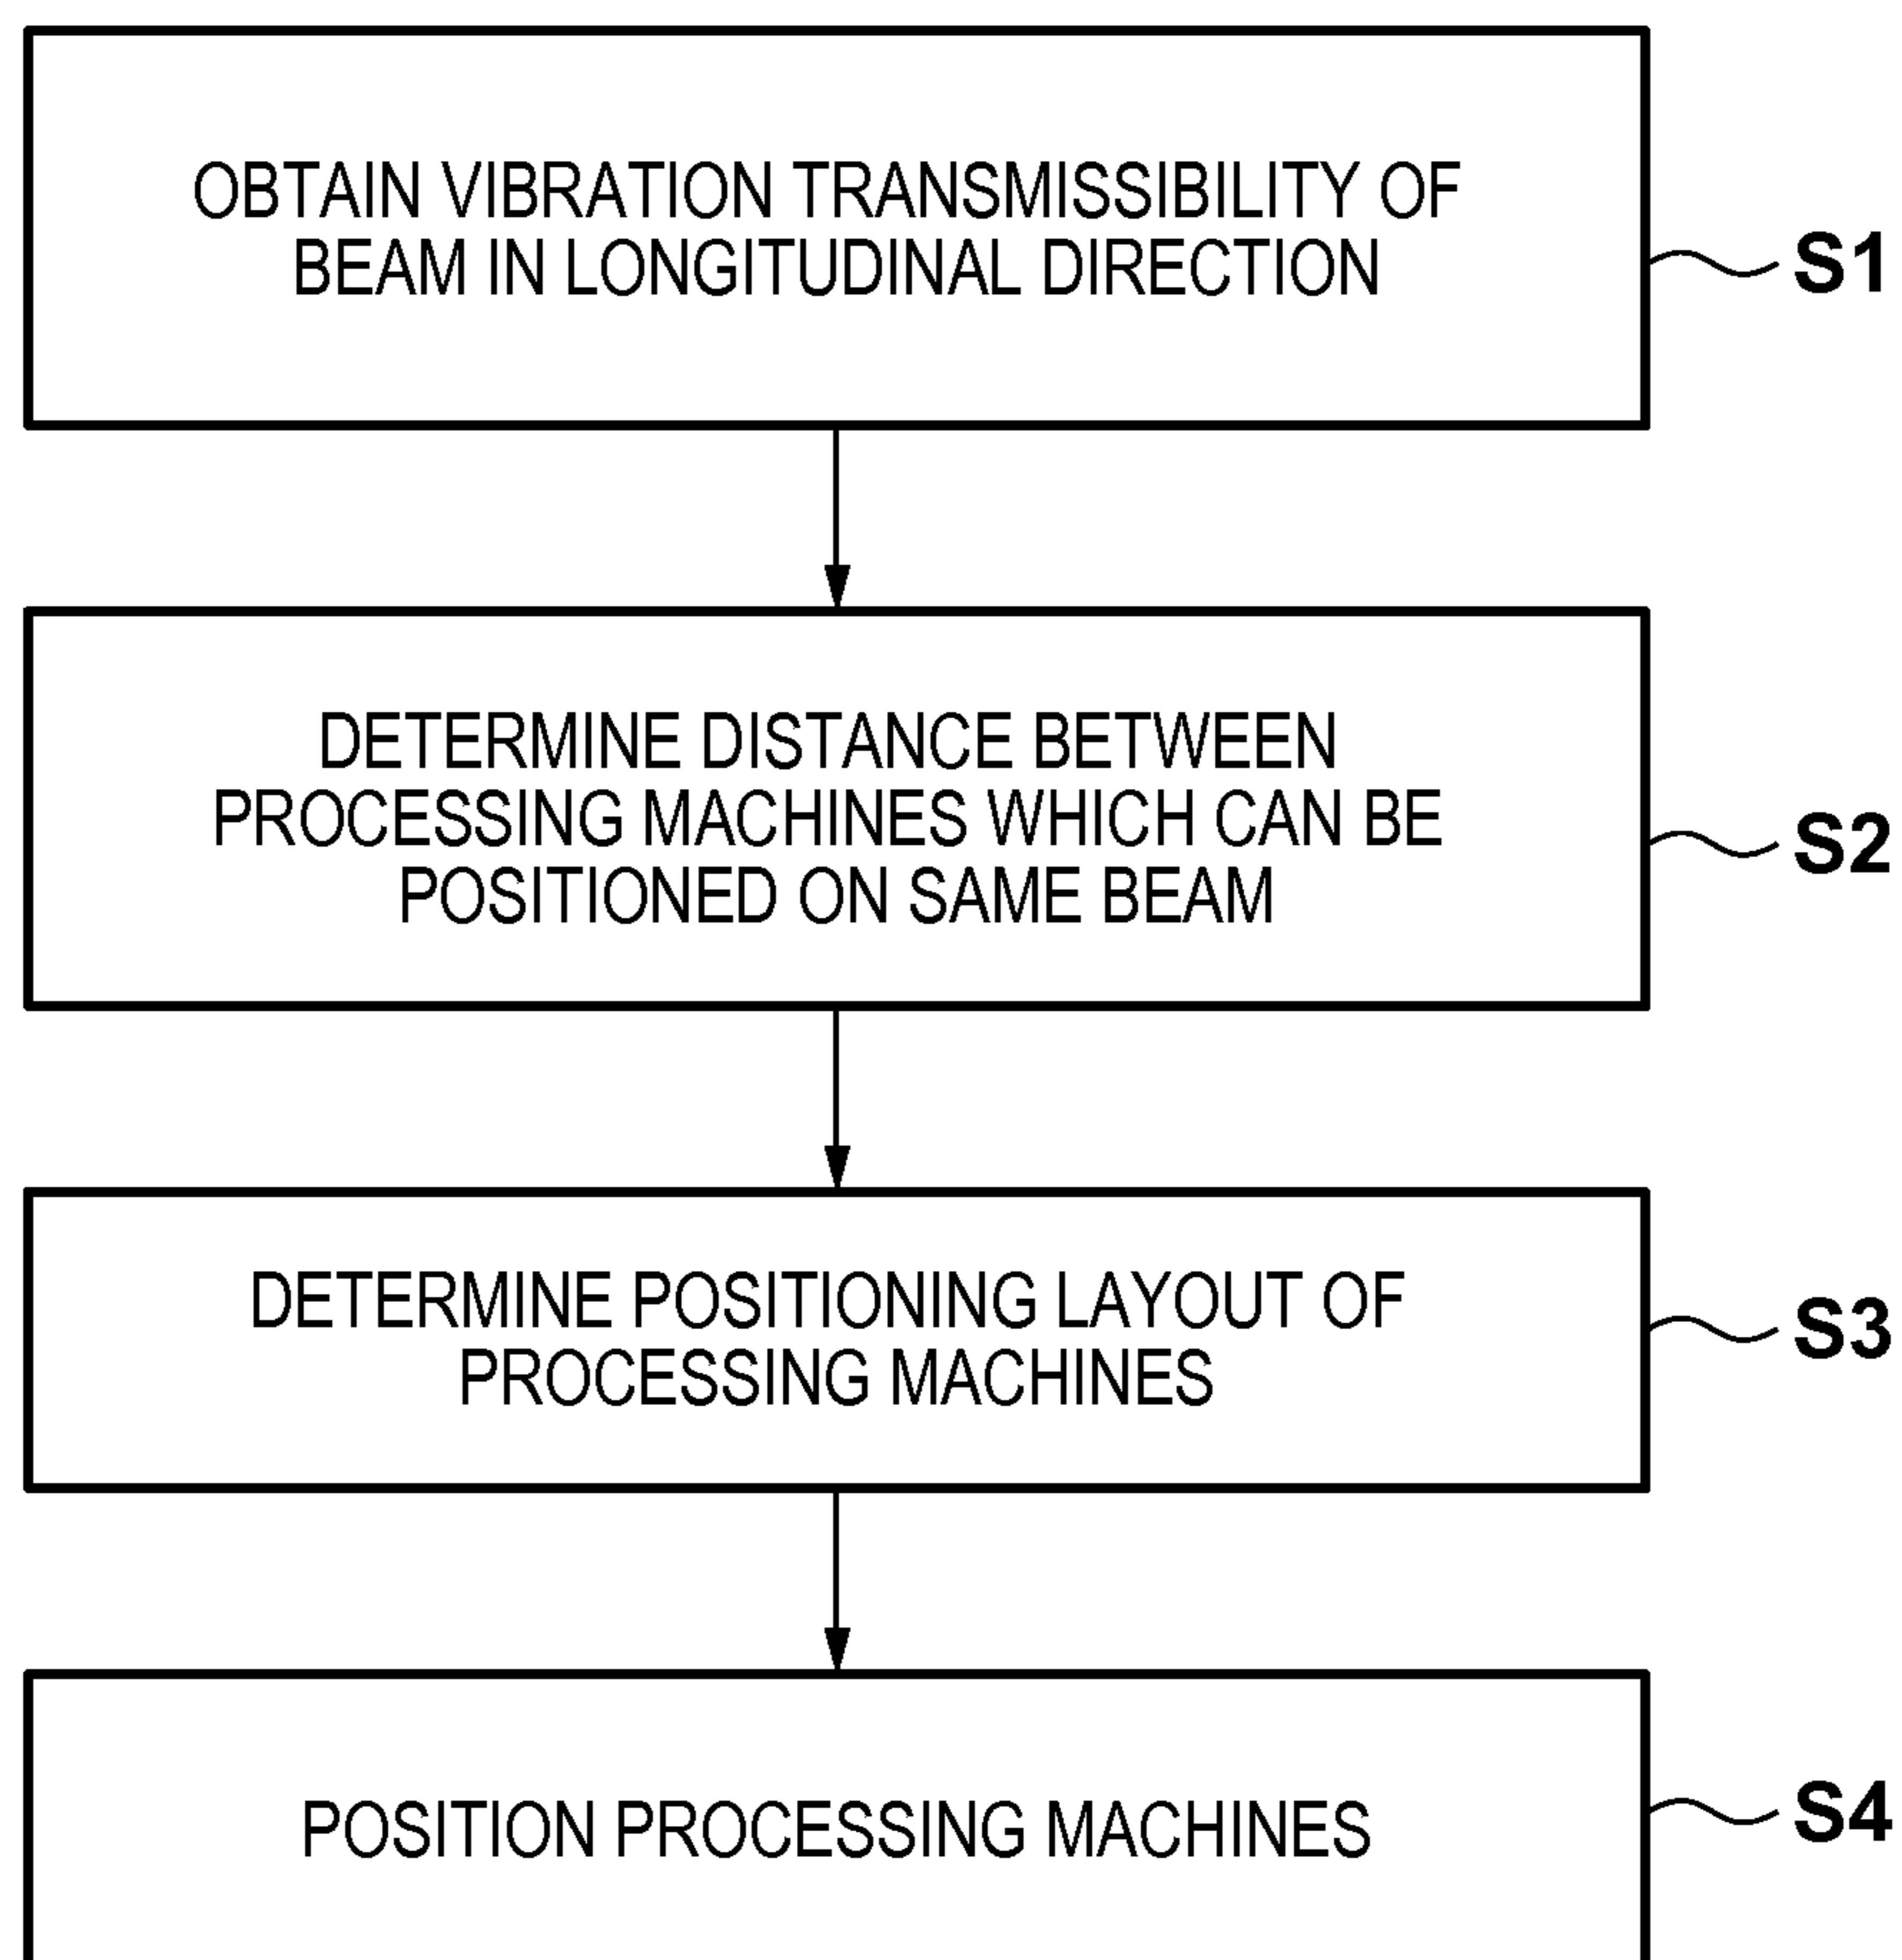 OBTAIN VIBRATION TRANSMISSIBILITY OF
BEAM IN LONGITUDINAL DIRECTION
S1
DETERMINE DISTANCE BETWEEN
PROCESSING MACHINES WHICH CAN BE
POSITIONED ON SAME BEAM
S2
DETERMINE POSITIONING LAYOUT OF
PROCESSING MACHINES
S3
POSITION PROCESSING MACHINES
S4